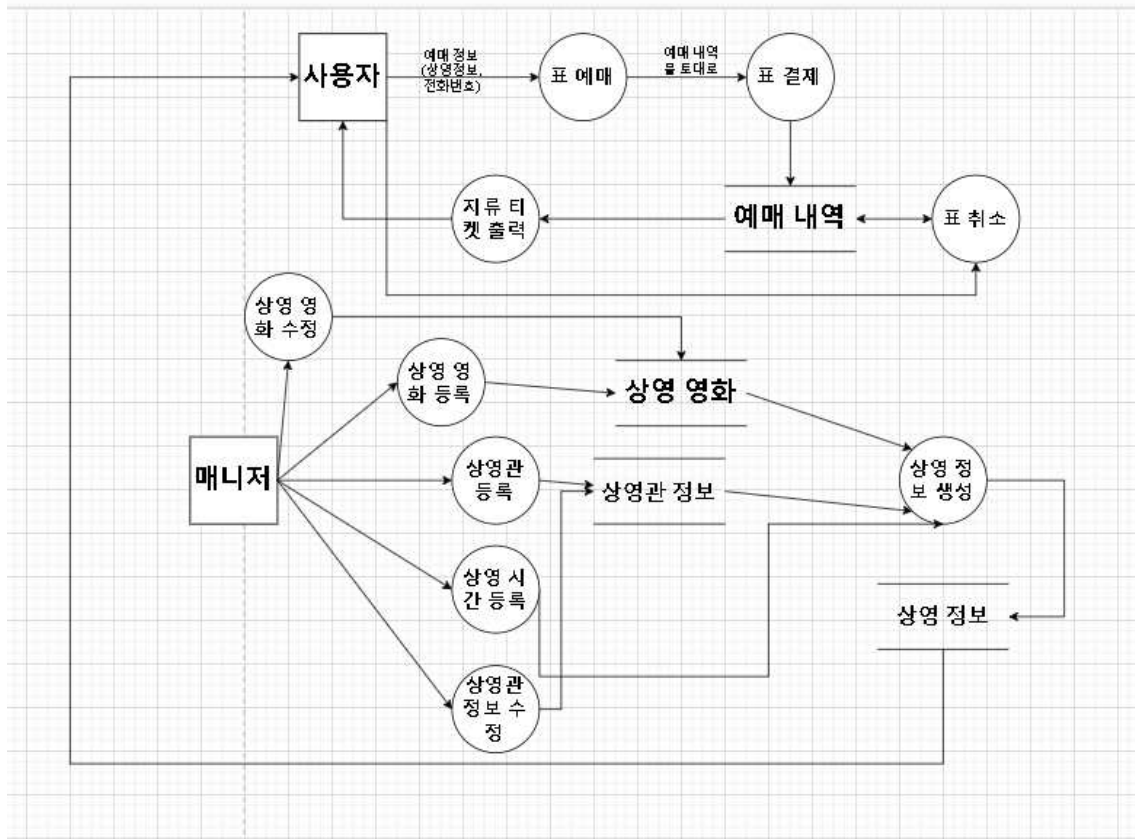 사용자
예매 정보
(상영정보,
전화번호)
표 예매
예매 내역
을 토대로
표 결제
지류 티
켓 출력
예매 내역
표 취소
상영 영
화 수정
상영 영
화 등록
상영 영화
매니저
상영관
등록
상영관 정보
상영 정
보 생성
상영 시
간 등록
상영 정보
상영관
정보 수
정